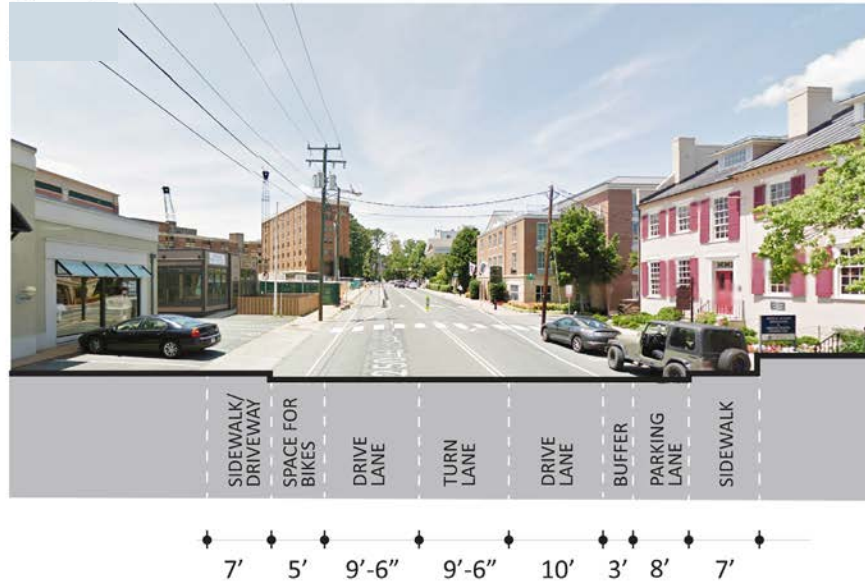 SIDEWALK/
DRIVEWAY
SPACE FOR
BIKES
DRIVE
LANE
TURN
LANE
DRIVE
LANE
BUFFER
PARKING
LANE
SIDEWALK
7’
5’
9’-6”
9’-6”
10’
3’
8’
7’